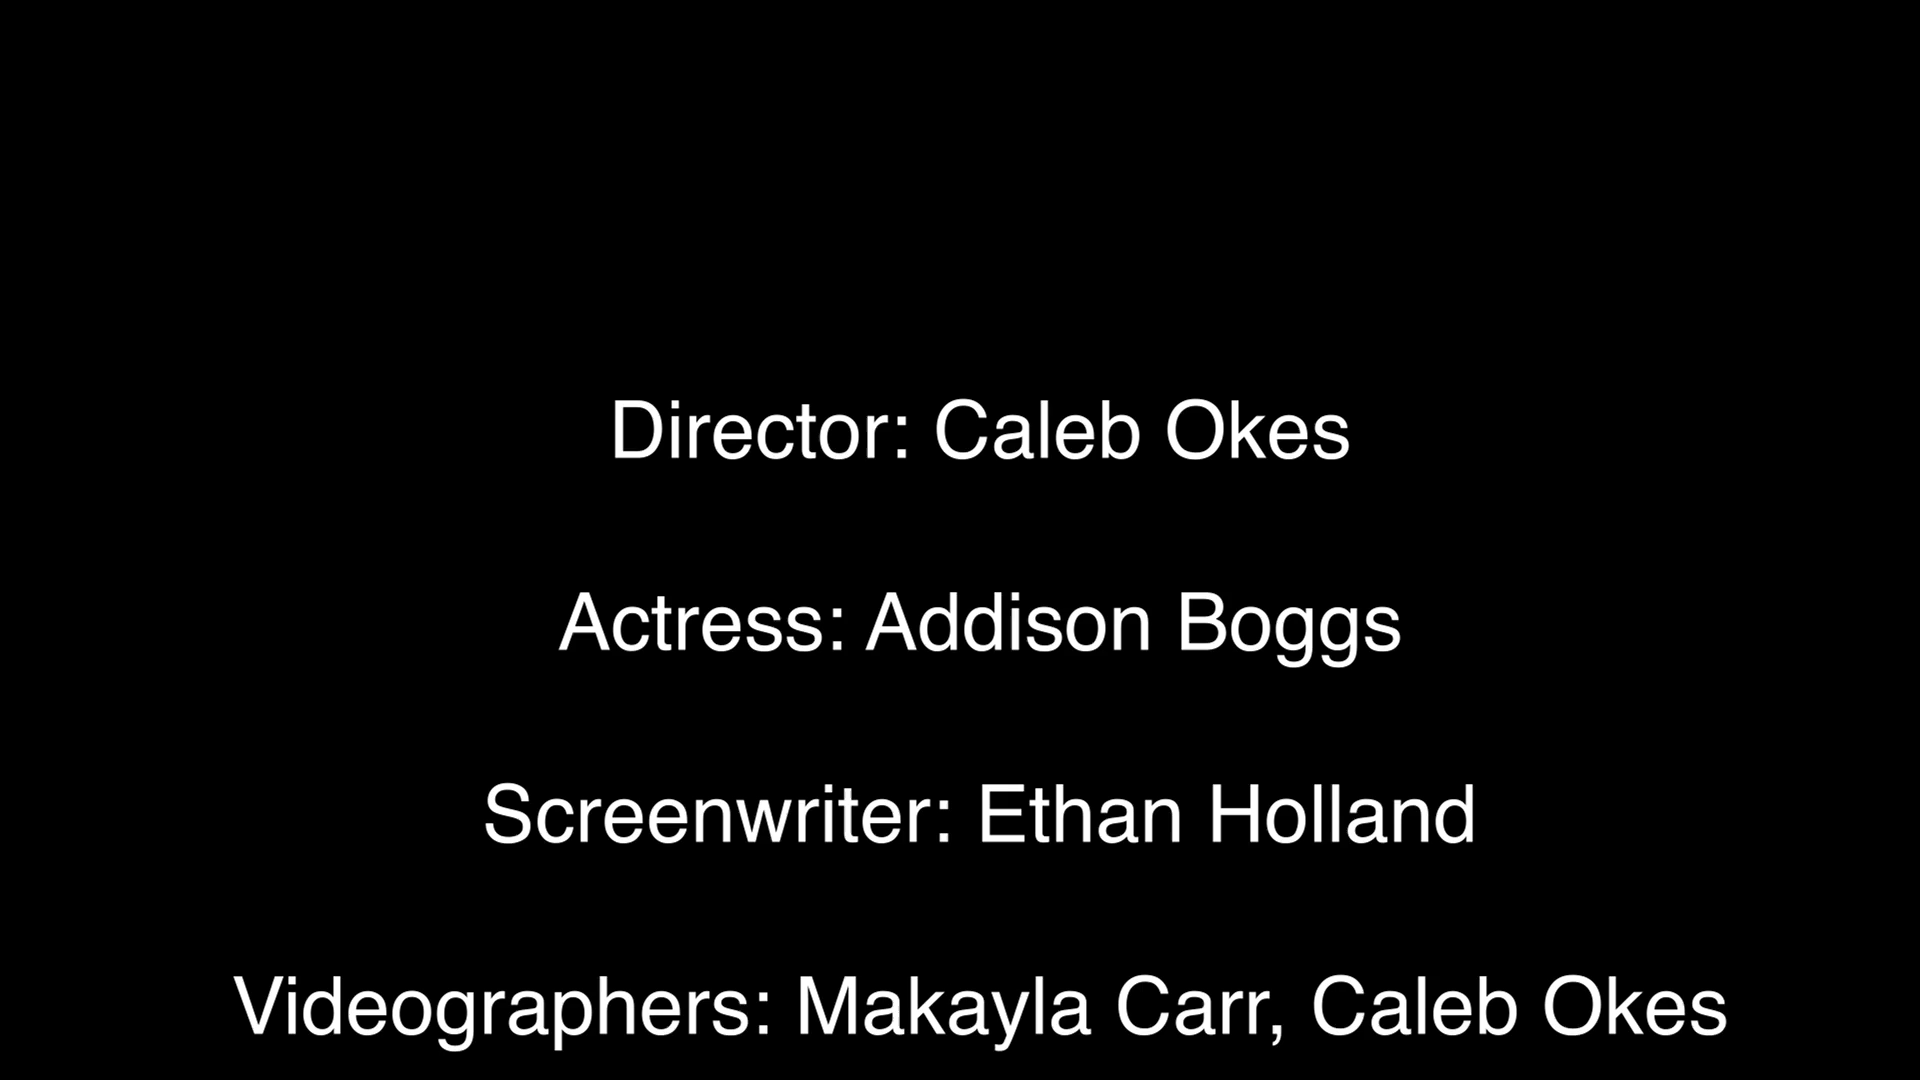 Director: Caleb Okes
Actress: Addison Boggs
Screenwriter: Ethan Holland
Videographers: Makayla Carr, Caleb Okes